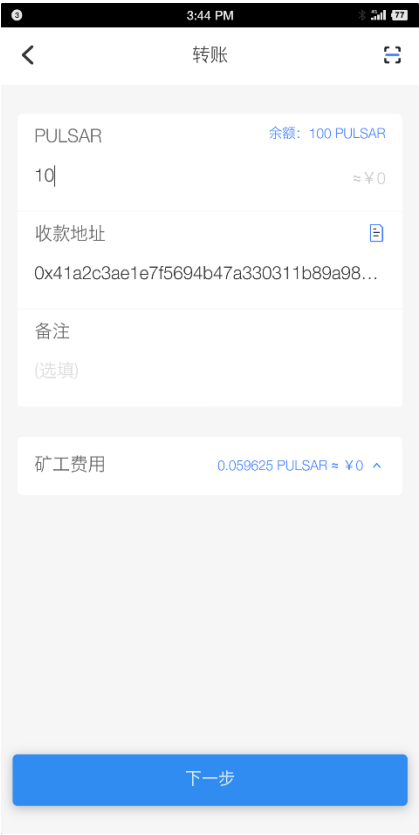 3:44 PM
77
转账
PULSAR 余额：100 PULSAR
10 ≈￥0
收款地址
0x41a2c3ae1e7f5694b47a330311b89a98...
备注
(选填)
矿工费用 0.059625 PULSAR ≈ ￥0
下一步